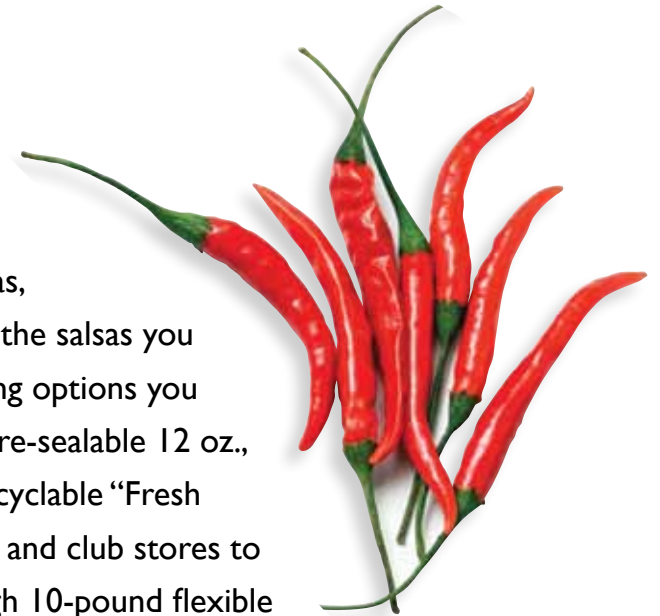 as,
the salsas you
ng options you
re-sealable 12 oz.,
cyclable “Fresh
and club stores to
gh 10-pound flexible